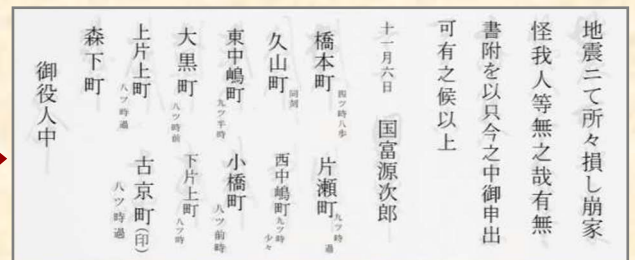 地震ニて所々損し崩家
怪我人等無之哉有無
書附を以只今之中御申出
可有之候以上
十一月六日　国富源次郎
橋本町 四ツ時八歩　片瀬町 九ツ時過
久山町 同刻　西中嶋町 九ツ時少々
東中嶋町 九ツ半時　小橋町 八ツ前時
大黒町 八ツ時前　下片上町 八ツ時
上片上町 八ツ時過　古京町(印) 八ツ時過
森下町
御役人中